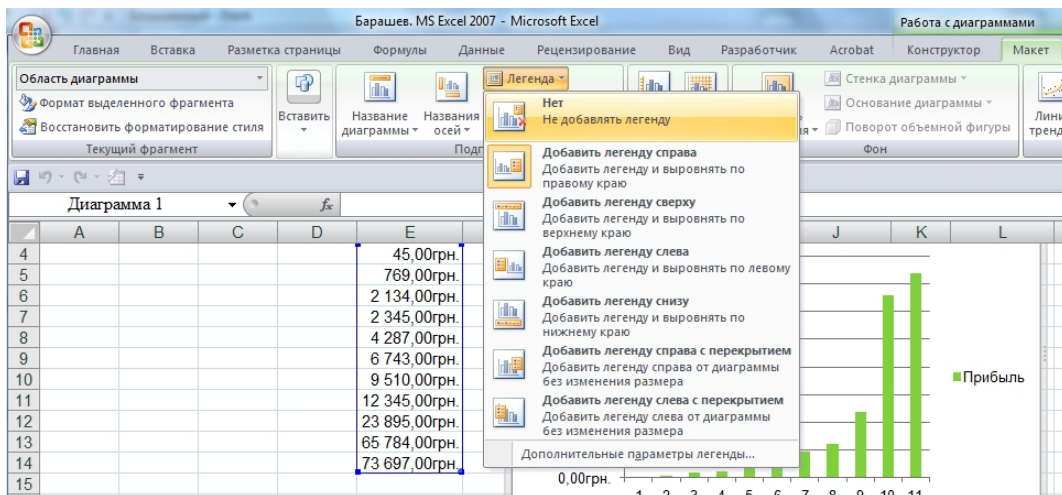 Барашев. MS Excel 2007 - Microsoft Excel
Работа с диаграммами
Главная Вставка Разметка страницы Формулы Данные Рецензирование Вид Разработчик Acrobat Конструктор Макет
Область диаграммы
Формат выделенного фрагмента
Восстановить форматирование стиля
Текущий фрагмент
Вставить
Название диаграммы
Названия осей
Легенда
Стенка диаграммы
Основание диаграммы
Поворот объемной фигуры
Фон
Нет
Не добавлять легенду
Добавить легенду справа
Добавить легенду и выровнять по
правому краю
Добавить легенду сверху
Добавить легенду и выровнять по
верхнему краю
Добавить легенду слева
Добавить легенду и выровнять по левому
краю
Добавить легенду снизу
Добавить легенду и выровнять по
нижнему краю
Добавить легенду справа с перекрытием
Добавить легенду справа от диаграммы
без изменения размера
Добавить легенду слева с перекрытием
Добавить легенду слева от диаграммы
без изменения размера
Дополнительные параметры легенды...
Диаграмма 1
fx
A B C D E J K L
4 45,00грн.
5 769,00грн.
6 2 134,00грн.
7 2 345,00грн.
8 4 287,00грн.
9 6 743,00грн.
10 9 510,00грн.
11 12 345,00грн.
12 23 895,00грн.
13 65 784,00грн.
14 73 697,00грн.
15
Прибыль
0,00грн.
1 2 3 4 5 6 7 8 9 10 11